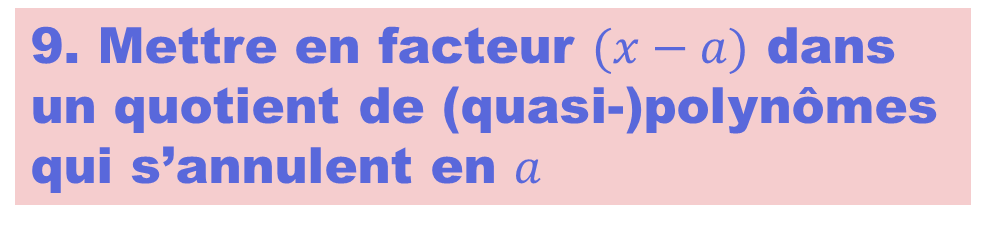 9. Mettre en facteur (x − a) dans
un quotient de (quasi-)polynômes
qui s’annulent en a